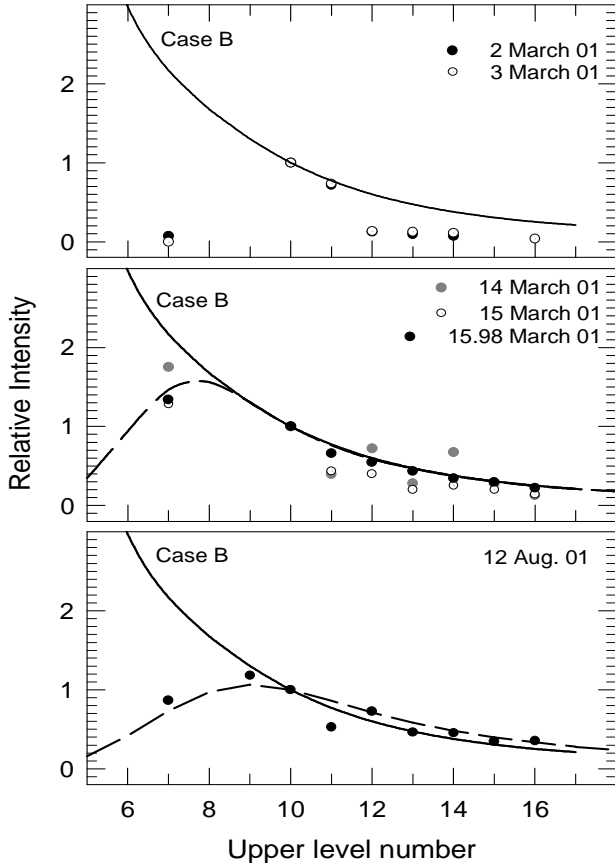 Case B
2 March 01
3 March 01
2
1
0
Case B
14 March 01
15 March 01
15.98 March 01
2
1
0
Relative Intensity
Case B
12 Aug. 01
2
1
0
6 8 10 12 14 16
Upper level number